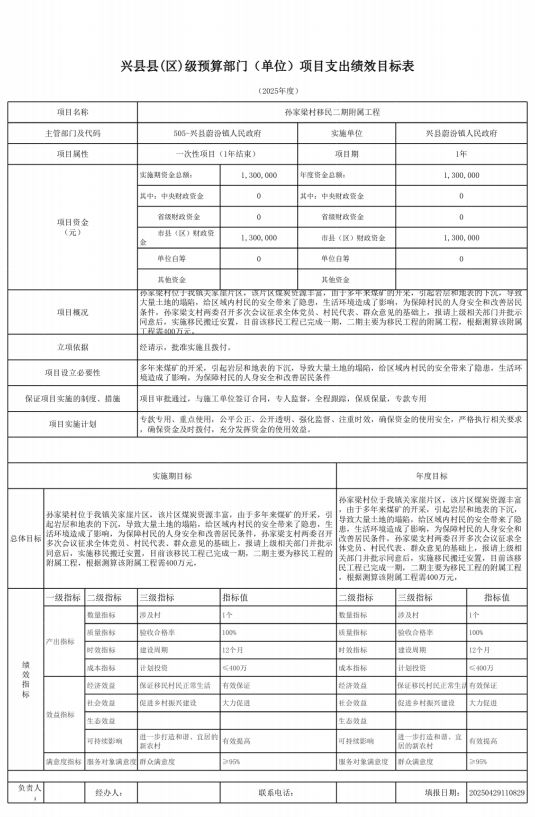 兴县县(区)级预算部门（单位）项目支出绩效目标表
（2025年度）
项目名称 孙家梁村移民二期附属工程
主管部门及代码 505-兴县蔚汾镇人民政府 实施单位 兴县蔚汾镇人民政府
项目属性 一次性项目（1年结束） 项目期 1年
项目资金（元）
实施期资金总额： 1,300,000 年度资金总额： 1,300,000
其中：中央财政资金 0 其中：中央财政资金 0
省级财政资金 0 省级财政资金 0
市县（区）财政资金 1,300,000 市县（区）财政资金 1,300,000
单位自筹 0 单位自筹 0
其他资金 其他资金
项目概况
孙家梁村位于我镇关家崖片区，该片区煤炭资源丰富，由于多年来煤矿的开采，引起岩层和地表的下沉，导致
大量土地的塌陷，给区域内村民的安全带来了隐患，生活环境造成了影响，为保障村民的人身安全和改善居民
条件，孙家梁支村两委召开多次会议征求全体党员、村民代表、群众意见的基础上，报请上级相关部门并批示
同意后，实施移民搬迁安置，目前该移民工程已完成一期，二期主要为移民工程的附属工程，根据测算该附属
工程需400万元。
立项依据 经请示，批准实施且拨付。
项目设立必要性
多年来煤矿的开采，引起岩层和地表的下沉，导致大量土地的塌陷，给区域内村民的安全带来了隐患，生活环
境造成了影响，为保障村民的人身安全和改善居民条件
保证项目实施的制度、措施 项目审批通过，与施工单位签订合同，专人监督，全程跟踪，保质保量，专款专用
项目实施计划
专款专用、重点使用，公平公正、公开透明、强化监督、注重时效，确保资金的使用安全，严格执行相关要求
，确保资金及时拨付，充分发挥资金的使用效益。
实施期目标 年度目标
总体目标
孙家梁村位于我镇关家崖片区，该片区煤炭资源丰富，由于多年来煤矿的开采，引
起岩层和地表的下沉，导致大量土地的塌陷，给区域内村民的安全带来了隐患，生
活环境造成了影响，为保障村民的人身安全和改善居民条件，孙家梁支村两委召开
多次会议征求全体党员、村民代表、群众意见的基础上，报请上级相关部门并批示
同意后，实施移民搬迁安置，目前该移民工程已完成一期，二期主要为移民工程的
附属工程，根据测算该附属工程需400万元，
孙家梁村位于我镇关家崖片区，该片区煤炭资源丰富
，由于多年来煤矿的开采，引起岩层和地表的下沉，
导致大量土地的塌陷，给区域内村民的安全带来了隐
患，生活环境造成了影响，为保障村民的人身安全和
改善居民条件，孙家梁支村两委召开多次会议征求全
体党员、村民代表、群众意见的基础上，报请上级相
关部门并批示同意后，实施移民搬迁安置，目前该移
民工程已完成一期，二期主要为移民工程的附属工程
，根据测算该附属工程需400万元，
绩效指标
一级指标 二级指标 三级指标 指标值 二级指标 三级指标 指标值
产出指标
数量指标 涉及村 1个 数量指标 涉及村 1个
质量指标 验收合格率 100% 质量指标 验收合格率 100%
时效指标 建设周期 12个月 时效指标 建设周期 12个月
成本指标 计划投资 ≤400万 成本指标 计划投资 ≤400万
效益指标
经济效益 保证移民村民正常生活 有效保证 经济效益 保证移民村民正常生活 有效保证
社会效益 促进乡村振兴建设 大力促进 社会效益 促进乡村振兴建设 大力促进
生态效益 生态效益
可持续影响 进一步打造和谐、宜居的新农村 有效提高 可持续影响 进一步打造和谐、宜居的新农村 有效提高
满意度指标 服务对象满意度 群众满意度 ≥95% 服务对象满意度 群众满意度 ≥95%
负责人： 经办人： 联系电话： 填报日期： 20250429110829